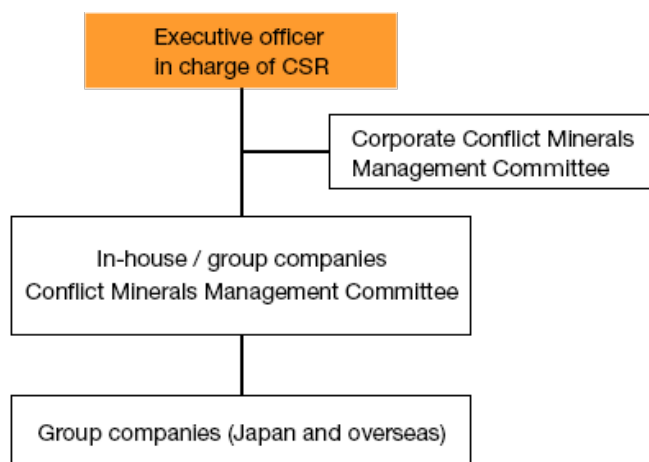 Executive officer
in charge of CSR
Corporate Conflict Minerals
Management Committee
In-house / group companies
Conflict Minerals Management Committee
Group companies (Japan and overseas)